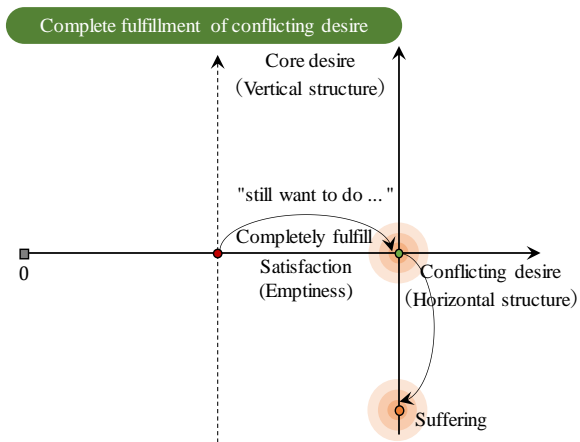 Complete fulfillment of conflicting desire
Core desire
（Vertical structure）
"still want to do ... "
Completely fulfill
Satisfaction
(Emptiness)
0
Conflicting desire
（Horizontal structure）
Suffering